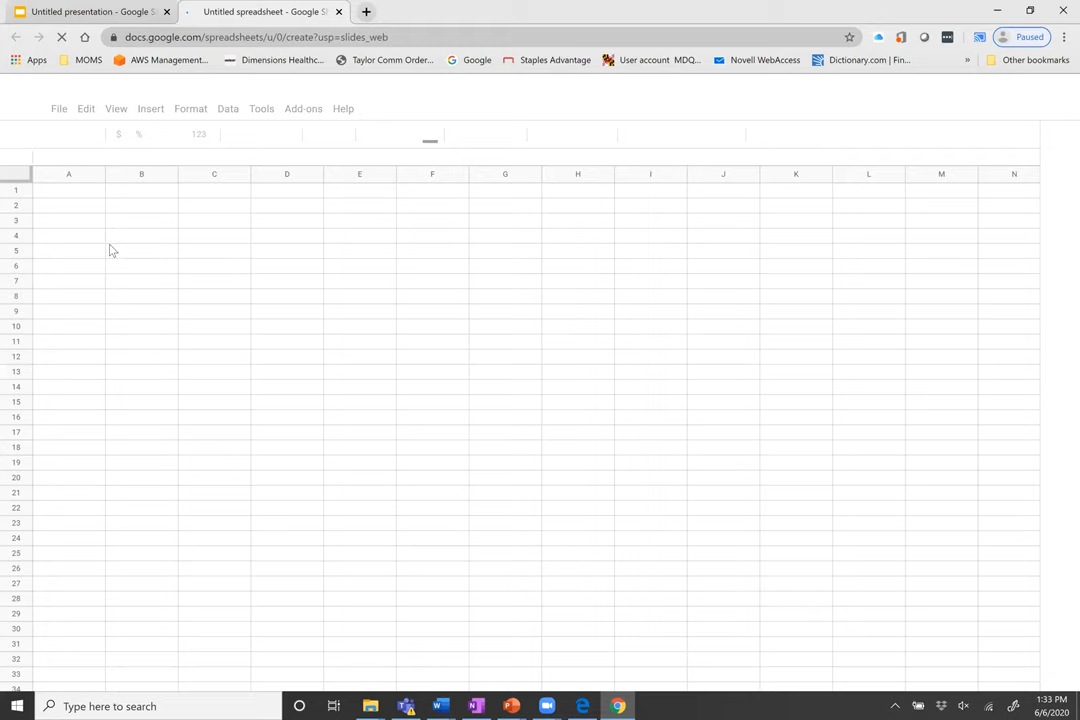 Untitled presentation - Google S
Untitled spreadsheet - Google S
docs.google.com/spreadsheets/u/0/create?usp=slides_web
Paused
Apps
MOMS
AWS Management...
Dimensions Healthc...
Taylor Comm Order...
Google
Staples Advantage
User account MDQ...
Novell WebAccess
Dictionary.com | Fin...
»
Other bookmarks
File Edit View Insert Format Data Tools Add-ons Help
$ % 123
A B C D E F G H I J K L M N
1
2
3
4
5
6
7
8
9
10
11
12
13
14
15
16
17
18
19
20
21
22
23
24
25
26
27
28
29
30
31
32
33
34
Type here to search
1:33 PM
6/6/2020